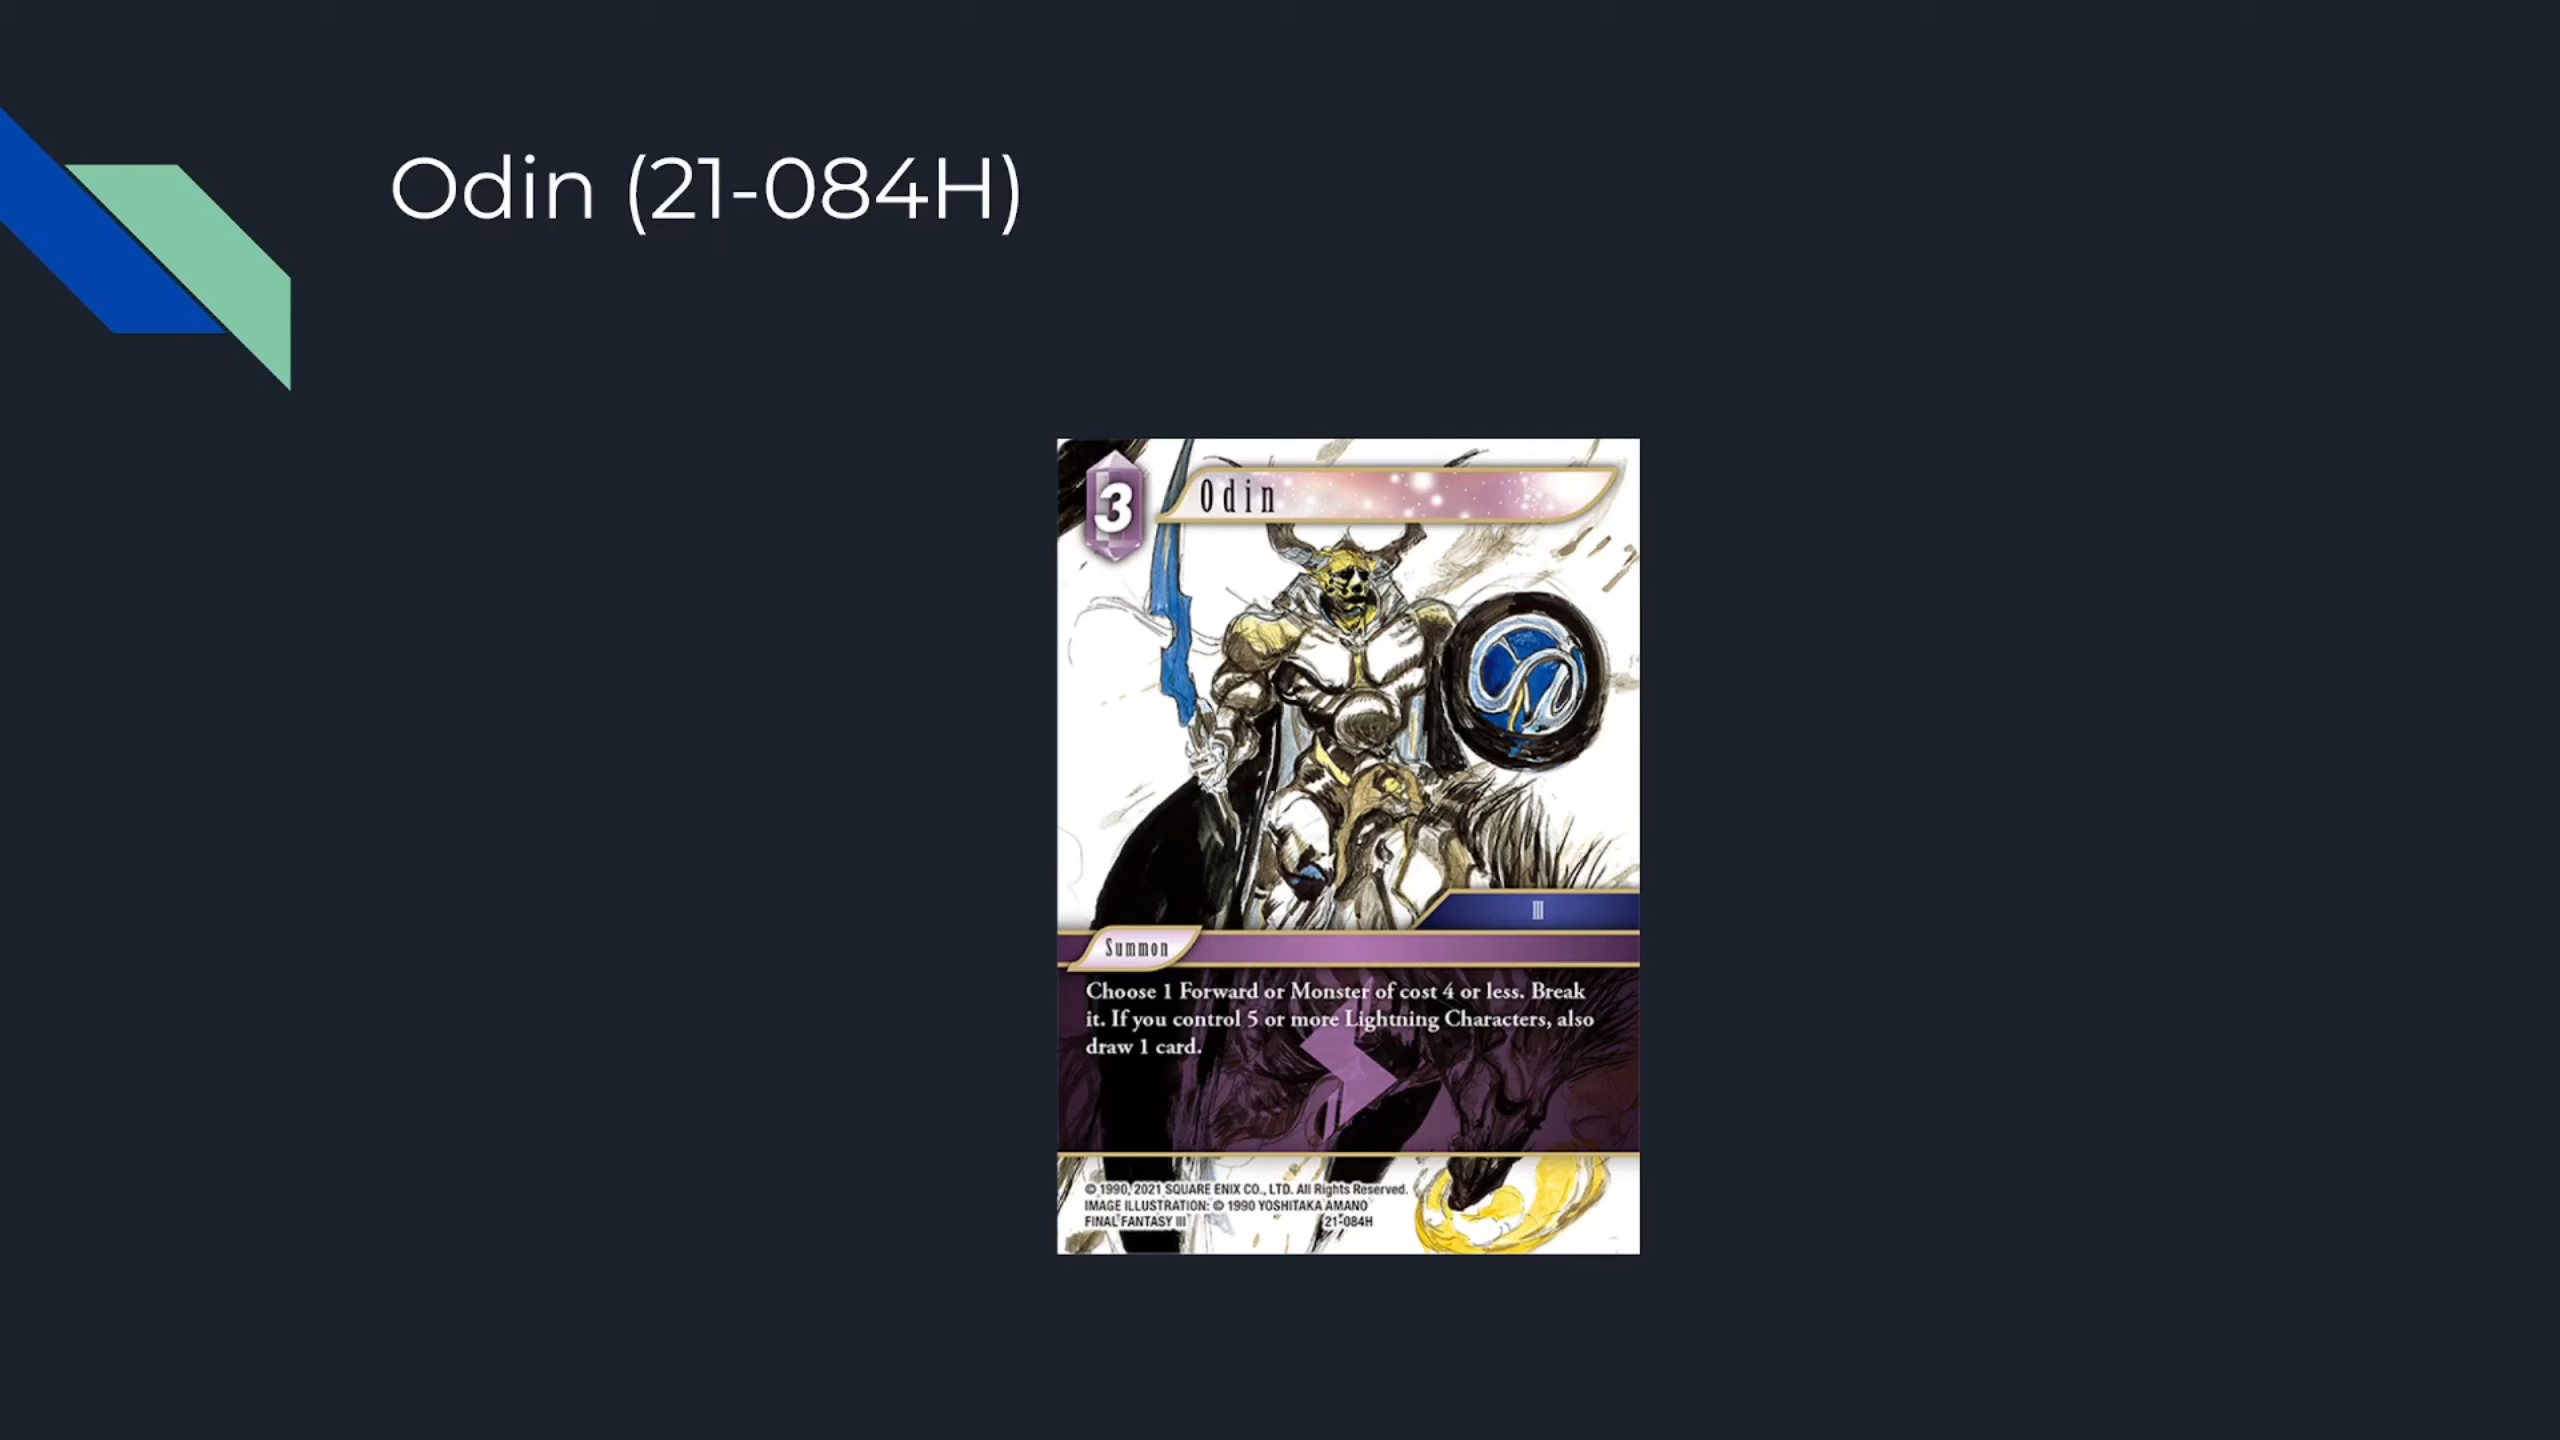 Odin (21-084H)
3
Odin
III
Summon
Choose 1 Forward or Monster of cost 4 or less. Break
it. If you control 5 or more Lightning Characters, also
draw 1 card.
© 1990, 2021 SQUARE ENIX CO., LTD. All Rights Reserved.
IMAGE ILLUSTRATION: © 1990 YOSHITAKA AMANO
FINAL FANTASY III 21-084H